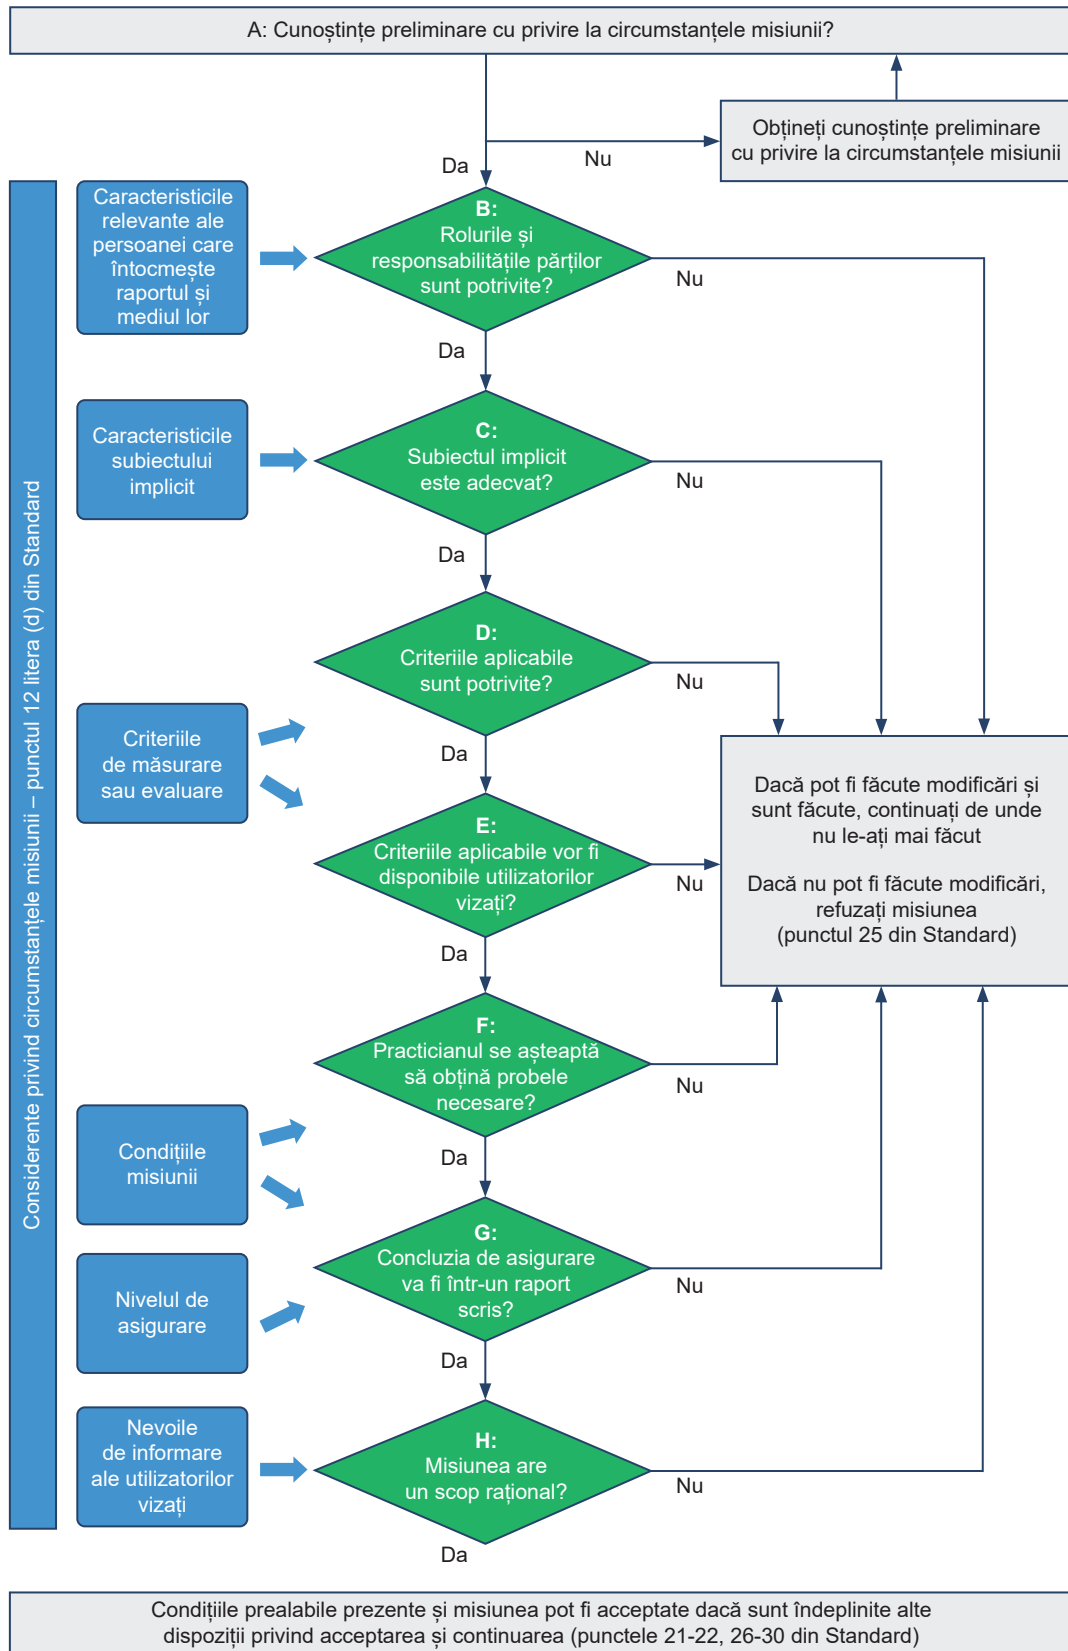 A: Cunoștințe preliminare cu privire la circumstanțele misiunii?
Obțineți cunoștințe preliminare
cu privire la circumstanțele misiunii
Nu
Da
Considerente privind circumstanțele misiunii – punctul 12 litera (d) din Standard
Caracteristicile
relevante ale
persoanei care
întocmește
raportul și
mediul lor
B:
Rolurile și
responsabilitățile părților
sunt potrivite?
Nu
Da
Caracteristicile
subiectului
implicit
C:
Subiectul implicit
este adecvat?
Nu
Da
D:
Criteriile aplicabile
sunt potrivite?
Nu
Da
Criteriile
de măsurare
sau evaluare
E:
Criteriile aplicabile vor fi
disponibile utilizatorilor
vizați?
Nu
Da
Dacă pot fi făcute modificări și
sunt făcute, continuați de unde
nu le-ați mai făcut
Dacă nu pot fi făcute modificări,
refuzați misiunea
(punctul 25 din Standard)
F:
Practicianul se așteaptă
să obțină probele
necesare?
Nu
Da
Condițiile
misiunii
G:
Concluzia de asigurare
va fi într-un raport
scris?
Nu
Da
Nivelul de
asigurare
Nevoile
de informare
ale utilizatorilor
vizați
H:
Misiunea are
un scop rațional?
Nu
Da
Condițiile prealabile prezente și misiunea pot fi acceptate dacă sunt îndeplinite alte
dispoziții privind acceptarea și continuarea (punctele 21-22, 26-30 din Standard)